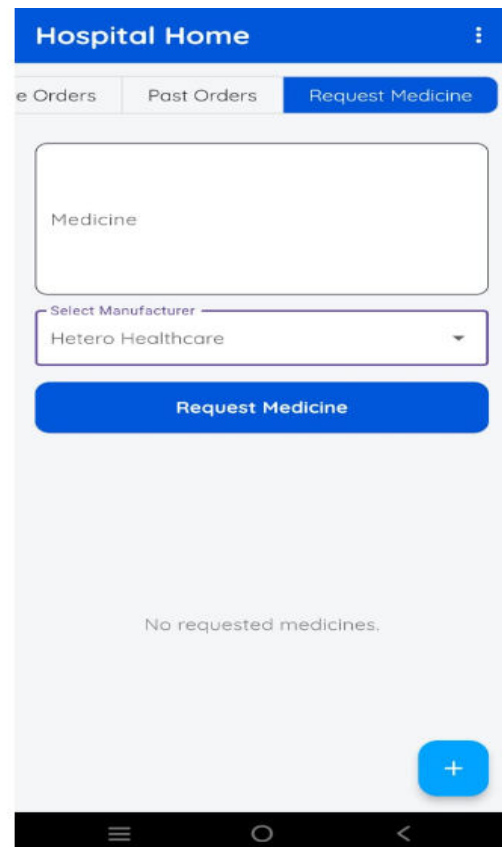 Hospital Home
e Orders Past Orders Request Medicine
Medicine
Select Manufacturer
Hetero Healthcare
Request Medicine
No requested medicines.
+